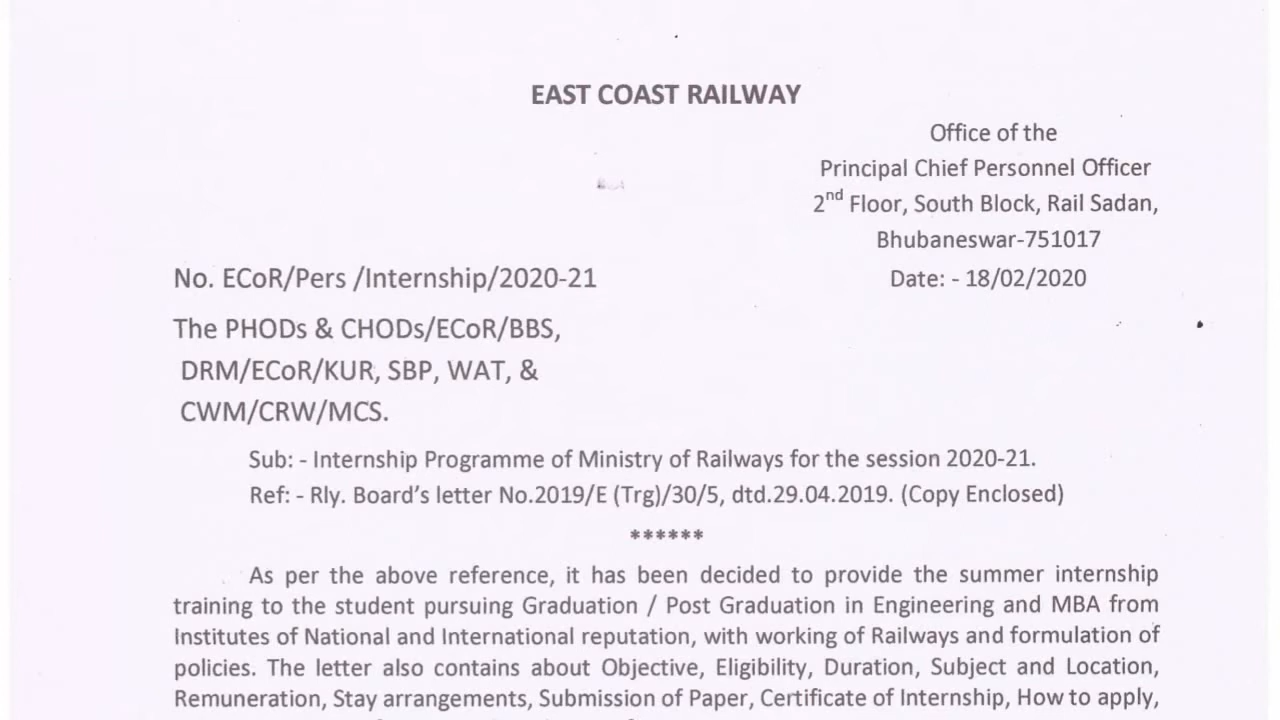 EAST COAST RAILWAY
Office of the
Principal Chief Personnel Officer
2nd Floor, South Block, Rail Sadan,
Bhubaneswar-751017
No. ECoR/Pers /Internship/2020-21
Date: - 18/02/2020
The PHODs & CHODs/ECoR/BBS,
DRM/ECoR/KUR, SBP, WAT, &
CWM/CRW/MCS.
Sub: - Internship Programme of Ministry of Railways for the session 2020-21.
Ref: - Rly. Board's letter No.2019/E (Trg)/30/5, dtd.29.04.2019. (Copy Enclosed)
******
As per the above reference, it has been decided to provide the summer internship
training to the student pursuing Graduation / Post Graduation in Engineering and MBA from
Institutes of National and International reputation, with working of Railways and formulation of
policies. The letter also contains about Objective, Eligibility, Duration, Subject and Location,
Remuneration, Stay arrangements, Submission of Paper, Certificate of Internship, How to apply,